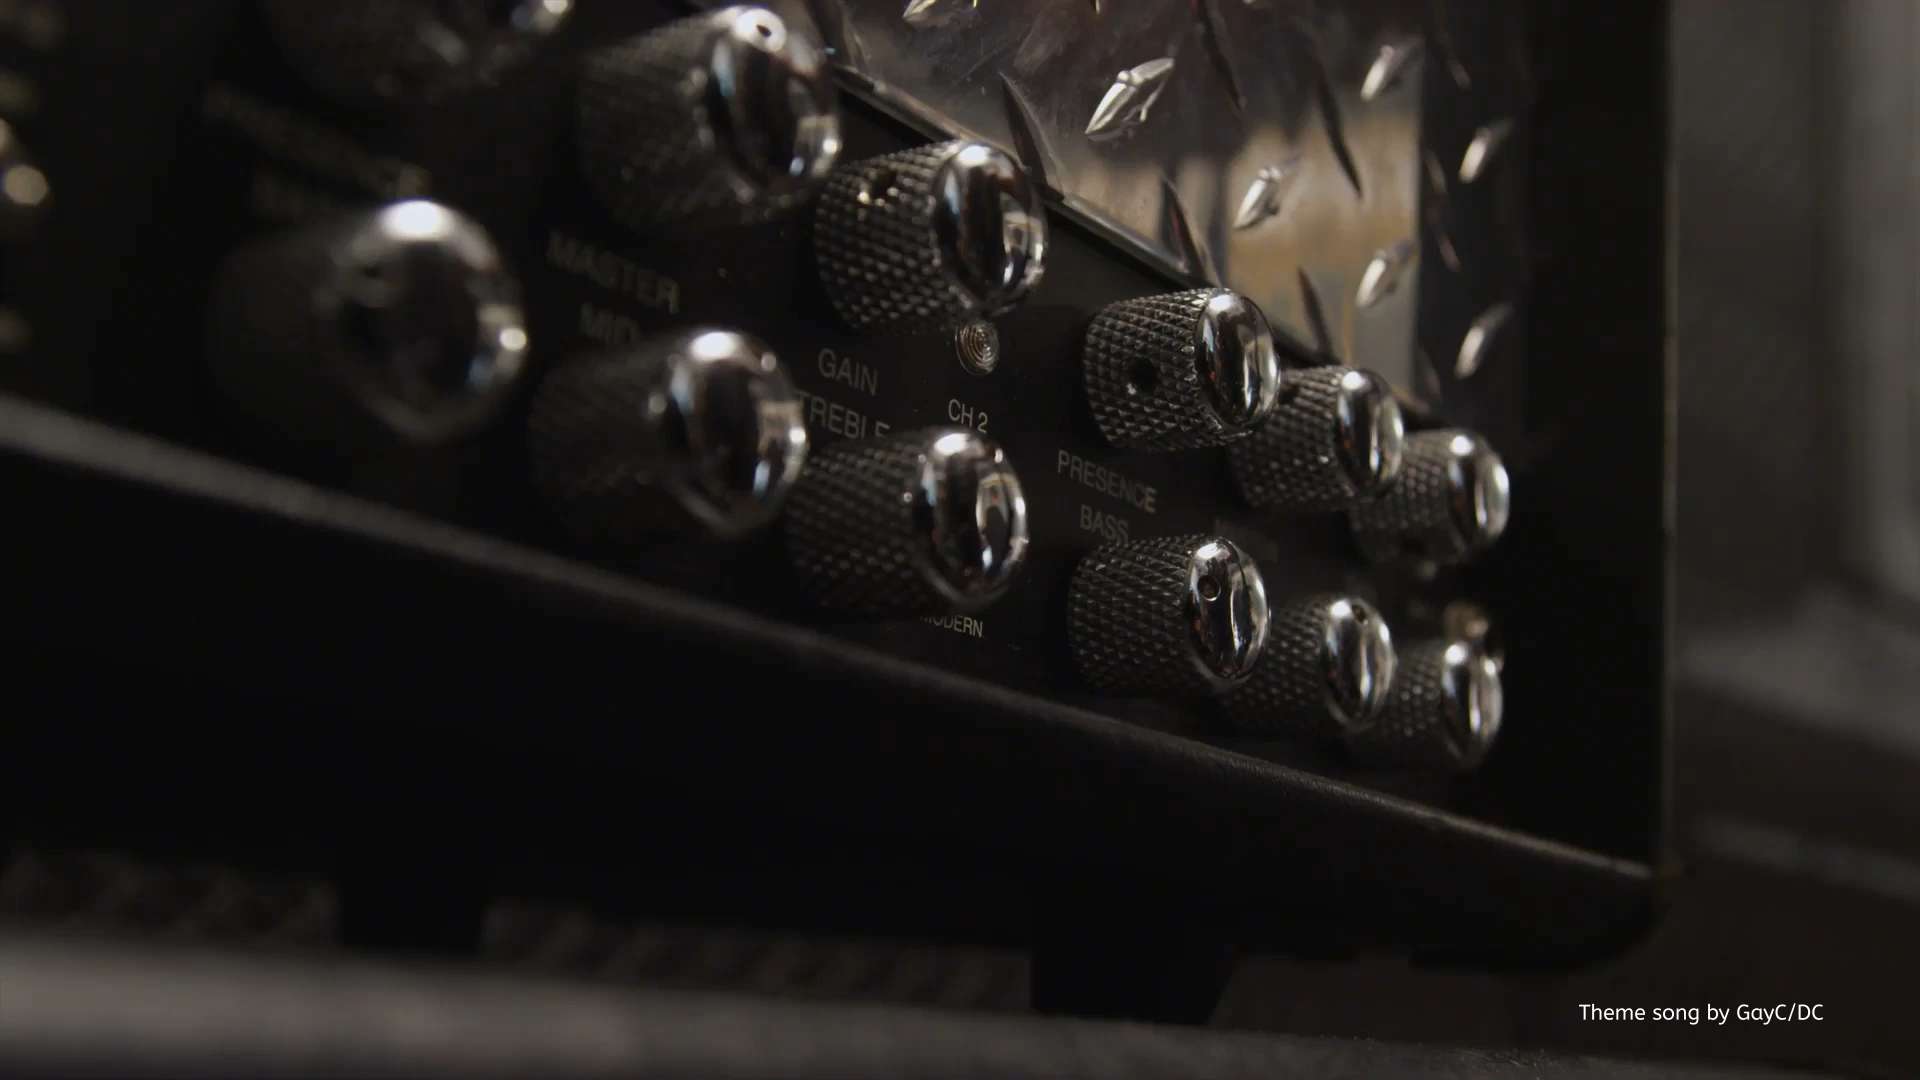 MASTER
MID
GAIN
TREBLE
CH 2
PRESENCE
BASS
MODERN
Theme song by GayC/DC